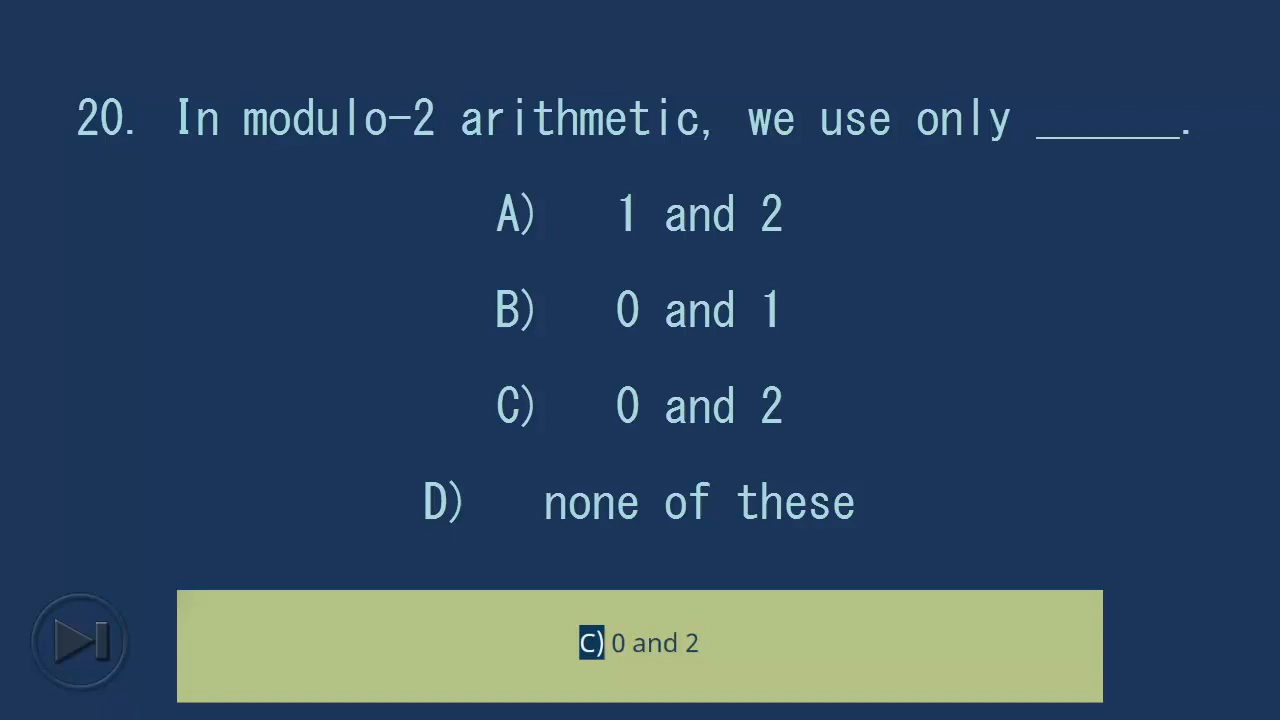 20. In modulo-2 arithmetic, we use only ______.
A) 1 and 2
B) 0 and 1
C) 0 and 2
D) none of these
C) 0 and 2